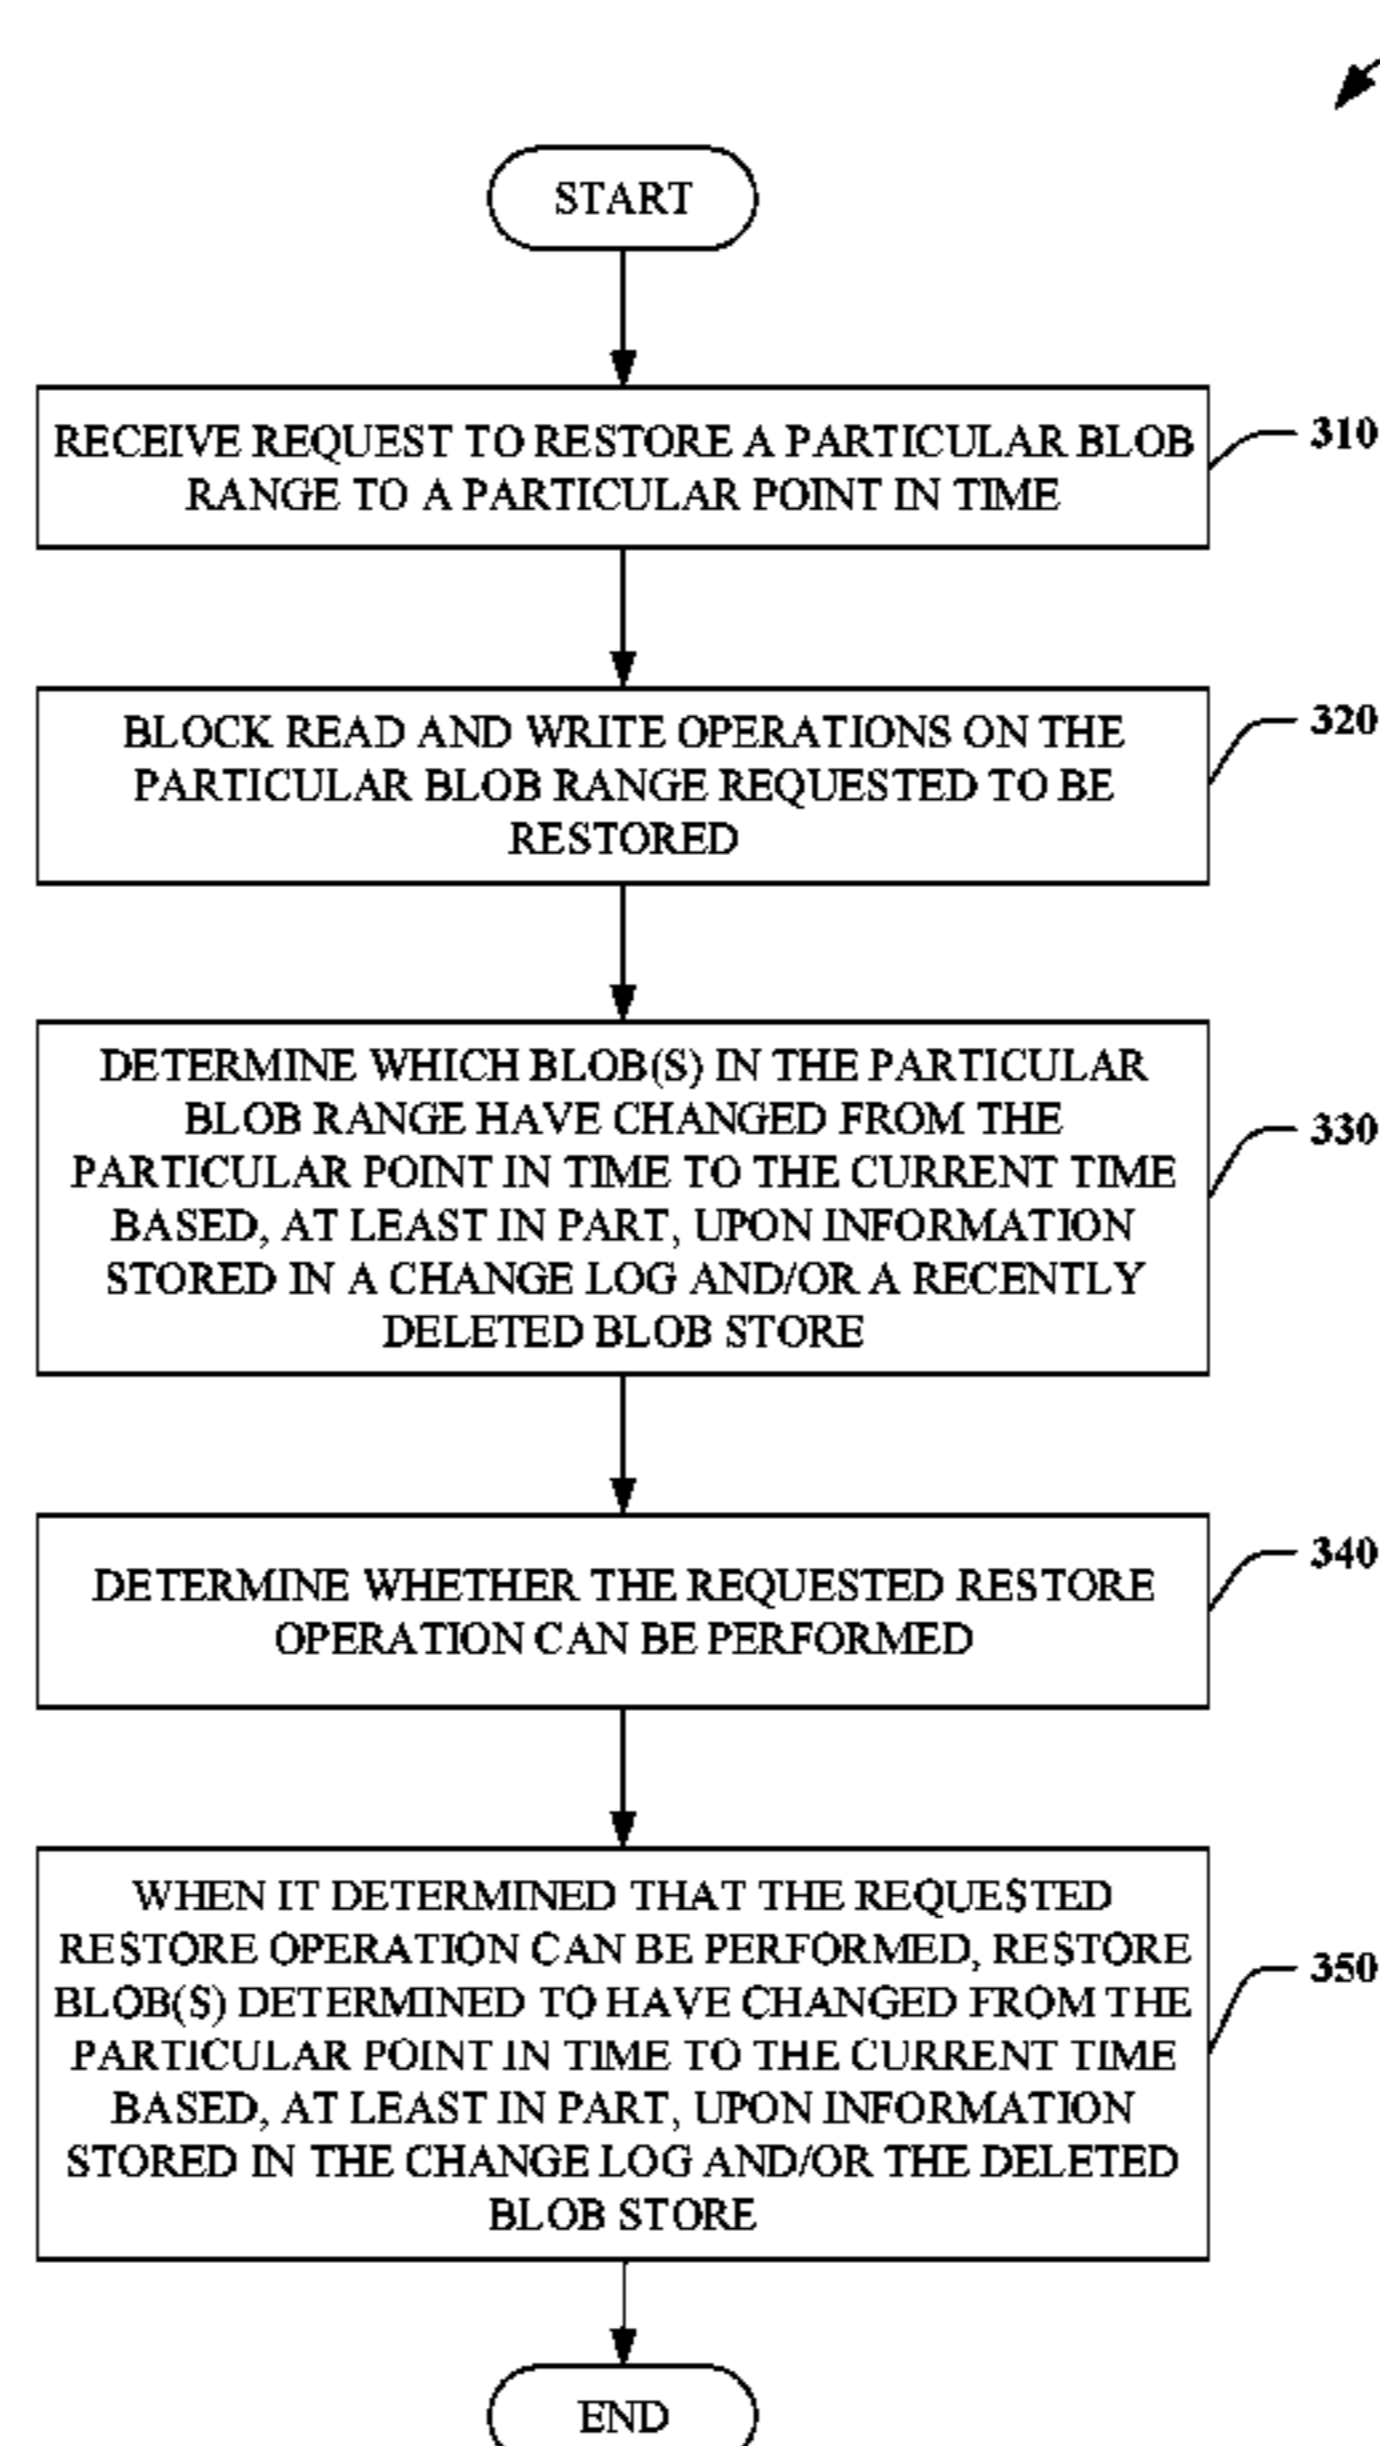 START
RECEIVE REQUEST TO RESTORE A PARTICULAR BLOB
RANGE TO A PARTICULAR POINT IN TIME
310
BLOCK READ AND WRITE OPERATIONS ON THE
PARTICULAR BLOB RANGE REQUESTED TO BE
RESTORED
320
DETERMINE WHICH BLOB(S) IN THE PARTICULAR
BLOB RANGE HAVE CHANGED FROM THE
PARTICULAR POINT IN TIME TO THE CURRENT TIME
BASED, AT LEAST IN PART, UPON INFORMATION
STORED IN A CHANGE LOG AND/OR A RECENTLY
DELETED BLOB STORE
330
DETERMINE WHETHER THE REQUESTED RESTORE
OPERATION CAN BE PERFORMED
340
WHEN IT DETERMINED THAT THE REQUESTED
RESTORE OPERATION CAN BE PERFORMED, RESTORE
BLOB(S) DETERMINED TO HAVE CHANGED FROM THE
PARTICULAR POINT IN TIME TO THE CURRENT TIME
BASED, AT LEAST IN PART, UPON INFORMATION
STORED IN THE CHANGE LOG AND/OR THE DELETED
BLOB STORE
350
END